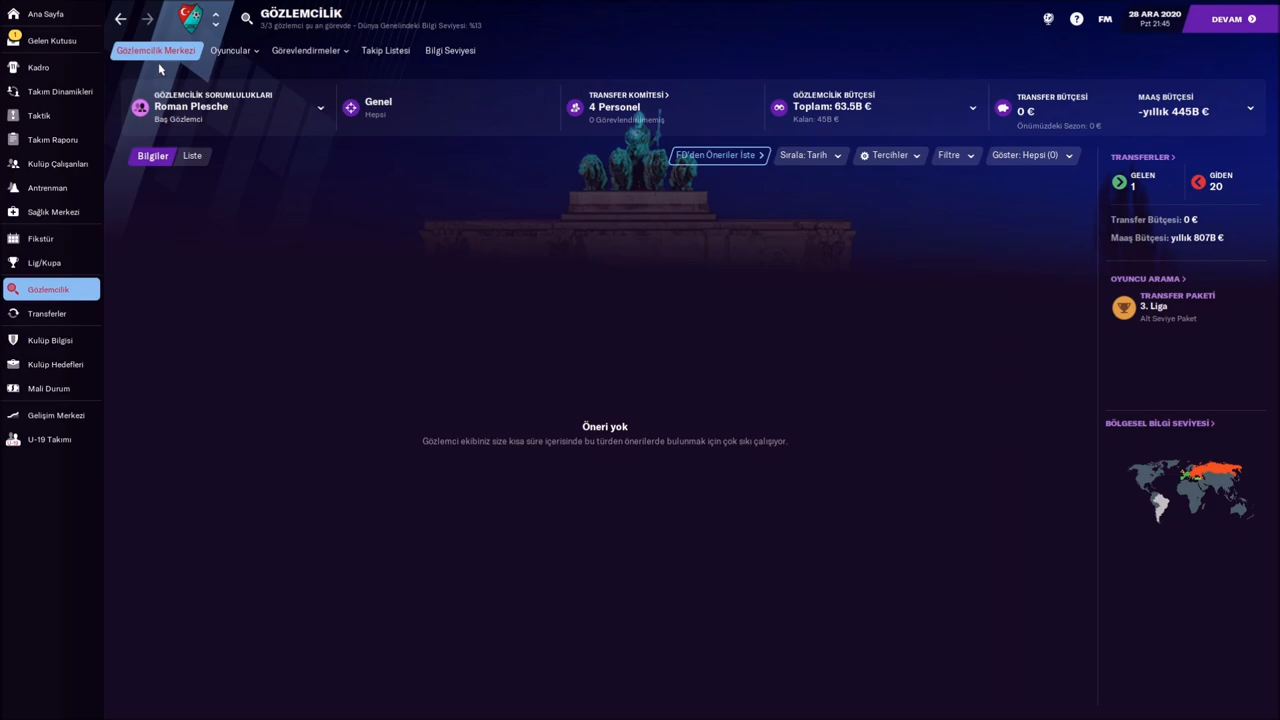 Ana Sayfa
1
Gelen Kutusu
Kadro
Takım Dinamikleri
Taktik
Takım Raporu
Kulüp Çalışanları
Antrenman
Sağlık Merkezi
Fikstür
Lig/Kupa
Gözlemcilik
Transferler
Kulüp Bilgisi
Kulüp Hedefleri
Mali Durum
Gelişim Merkezi
U-19 Takımı
GÖZLEMCİLİK
3/3 gözlemci şu an görevde - Dünya Genelindeki Bilgi Seviyesi: %13
? FM
28 ARA 2020
Pzt 21:45
DEVAM
Gözlemcilik Merkezi Oyuncular Görevlendirmeler Takip Listesi Bilgi Seviyesi
GÖZLEMCİLİK SORUMLULUKLARI
Roman Plesche
Baş Gözlemci
Genel
Hepsi
TRANSFER KOMİTESİ >
4 Personel
0 Görevlendirmemiş
GÖZLEMCİLİK BÜTÇESİ
Toplam: 63.5B €
Kalan: 45B €
TRANSFER BÜTÇESİ
0 €
Önümüzdeki Sezon: 0 €
MAAŞ BÜTÇESİ
-yıllık 445B €
Bilgiler Liste
FD'den Öneriler İste > Sırala: Tarih Tercihler Filtre Göster: Hepsi (0)
Öneri yok
Gözlemci ekibiniz size kısa süre içerisinde bu türden önerilerde bulunmak için çok sıkı çalışıyor.
TRANSFERLER >
GELEN
1
GİDEN
20
Transfer Bütçesi: 0 €
Maaş Bütçesi: yıllık 807B €
OYUNCU ARAMA >
TRANSFER PAKETİ
3. Liga
Alt Seviye Paket
BÖLGESEL BİLGİ SEVİYESİ >